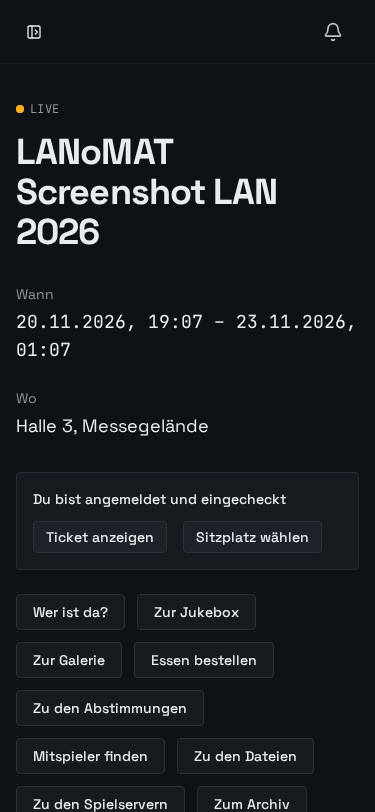 LIVE
LANoMAT
Screenshot LAN
2026
Wann
20.11.2026, 19:07 – 23.11.2026,
01:07
Wo
Halle 3, Messegelände
Du bist angemeldet und eingecheckt
Ticket anzeigen Sitzplatz wählen
Wer ist da? Zur Jukebox
Zur Galerie Essen bestellen
Zu den Abstimmungen
Mitspieler finden Zu den Dateien
Zu den Spielservern Zum Archiv